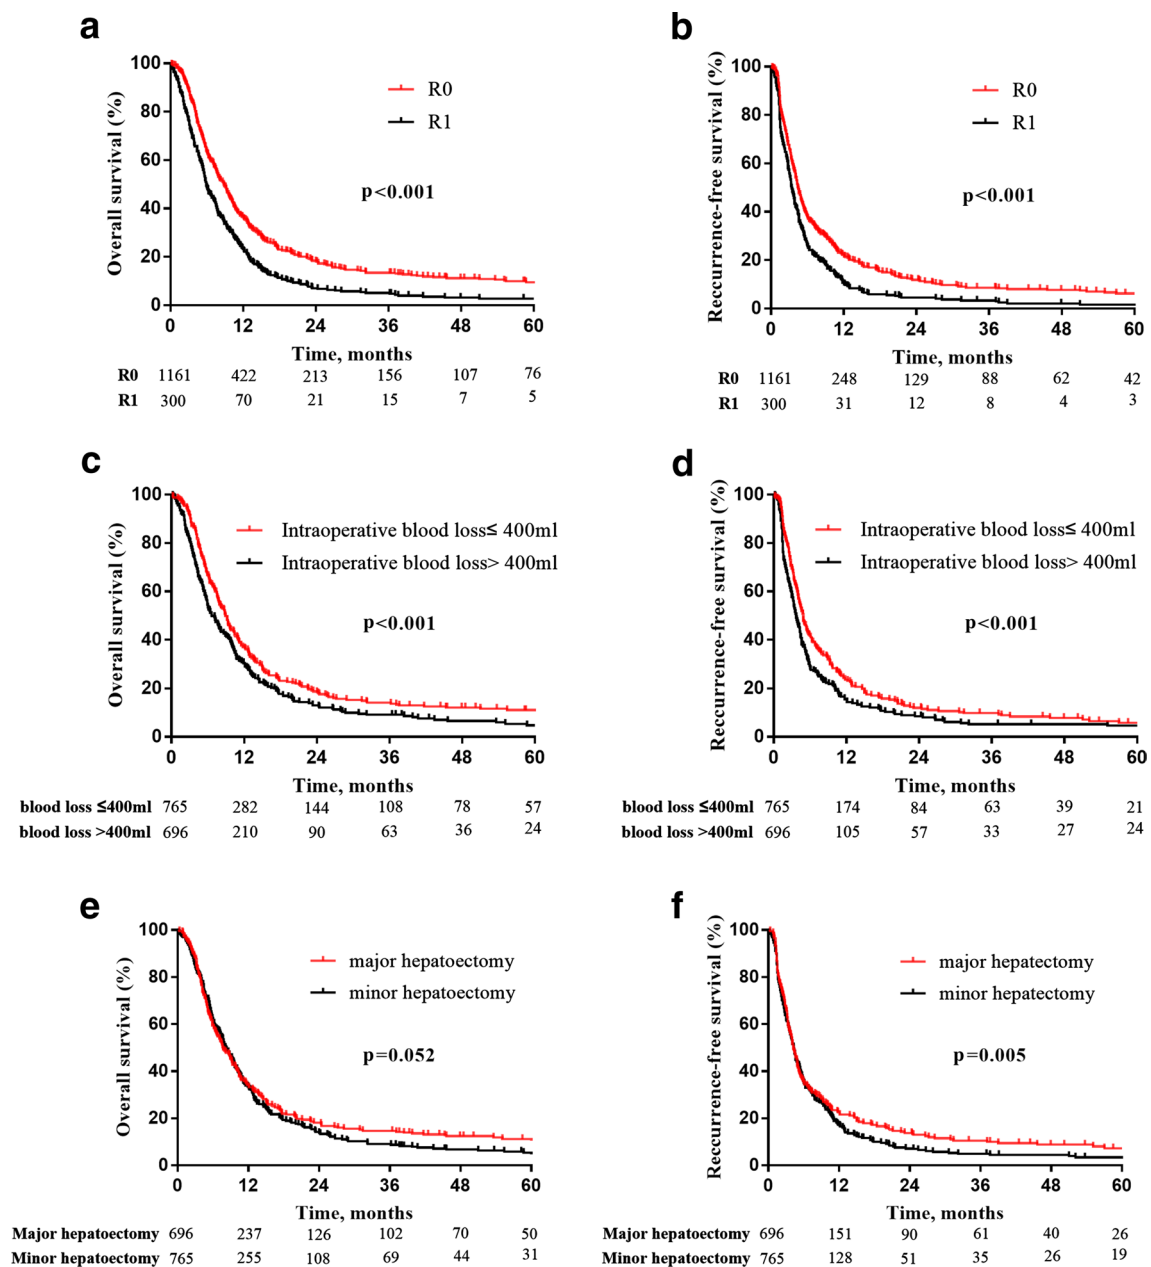 a
Overall survival (%)
100
80
60
40
20
0
R0
R1
p<0.001
0 12 24 36 48 60
Time, months
R0 1161 422 213 156 107 76
R1 300 70 21 15 7 5
b
Reccurrence-free survival (%)
100
80
60
40
20
0
R0
R1
p<0.001
0 12 24 36 48 60
Time, months
R0 1161 248 129 88 62 42
R1 300 31 12 8 4 3
c
Overall survival (%)
100
80
60
40
20
0
Intraoperative blood loss≤ 400ml
Intraoperative blood loss> 400ml
p<0.001
0 12 24 36 48 60
Time, months
blood loss ≤400ml 765 282 144 108 78 57
blood loss >400ml 696 210 90 63 36 24
d
Reccurrence-free survival (%)
100
80
60
40
20
0
Intraoperative blood loss≤ 400ml
Intraoperative blood loss> 400ml
p<0.001
0 12 24 36 48 60
Time, months
blood loss ≤400ml 765 174 84 63 39 21
blood loss >400ml 696 105 57 33 27 24
e
Overall survival (%)
100
80
60
40
20
0
major hepatoectomy
minor hepatoectomy
p=0.052
0 12 24 36 48 60
Time, months
Major hepatoectomy 696 237 126 102 70 50
Minor hepatoectomy 765 255 108 69 44 31
f
Reccurrence-free survival (%)
100
80
60
40
20
0
major hepatectomy
minor hepatectomy
p=0.005
0 12 24 36 48 60
Time, months
Major hepatoectomy 696 151 90 61 40 26
Minor hepatoectomy 765 128 51 35 26 19